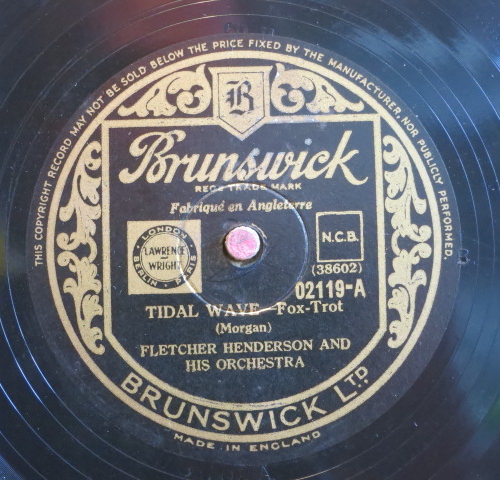 THIS COPYRIGHT RECORD MAY NOT BE SOLD BELOW THE PRICE FIXED BY THE MANUFACTURER, NOR PUBLICLY PERFORMED.
B
Brunswick
REGD TRADE MARK
Fabriqué en Angleterre
LONDON
LAWRENCE WRIGHT
BERLIN - PARIS
N.C.B.
(38602)
02119-A
TIDAL WAVE—Fox-Trot
(Morgan)
FLETCHER HENDERSON AND
HIS ORCHESTRA
BRUNSWICK LTD
MADE IN ENGLAND